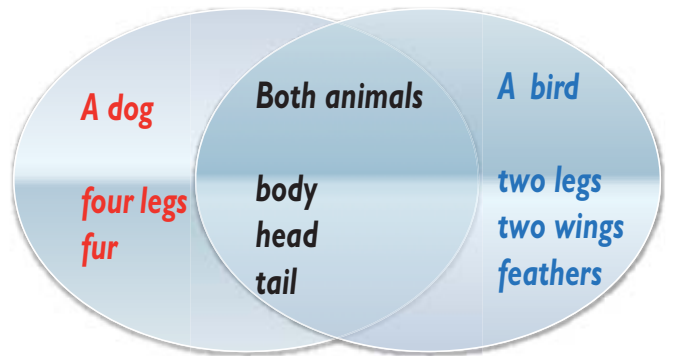 A dog
four legs
fur
Both animals
body
head
tail
A bird
two legs
two wings
feathers